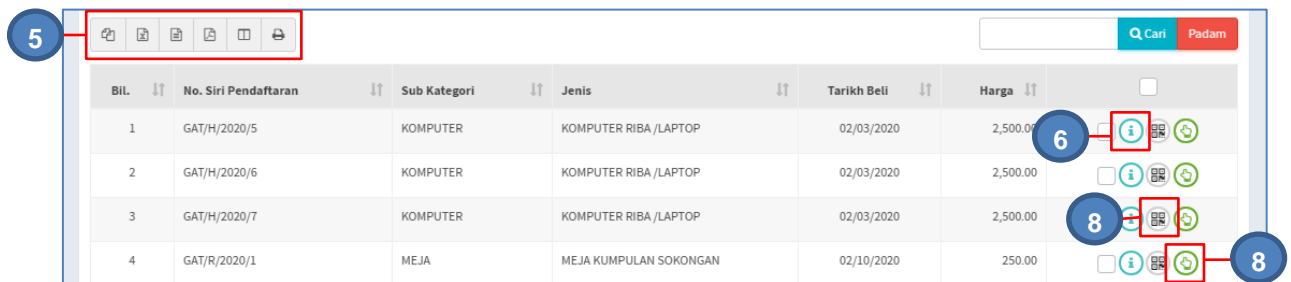 5
Cari Padam
Bil. No. Siri Pendaftaran Sub Kategori Jenis Tarikh Beli Harga
1 GAT/H/2020/5 KOMPUTER KOMPUTER RIBA /LAPTOP 02/03/2020 2,500.00 6
2 GAT/H/2020/6 KOMPUTER KOMPUTER RIBA /LAPTOP 02/03/2020 2,500.00
3 GAT/H/2020/7 KOMPUTER KOMPUTER RIBA /LAPTOP 02/03/2020 2,500.00 8
4 GAT/R/2020/1 MEJA MEJA KUMPULAN SOKONGAN 02/10/2020 250.00 8